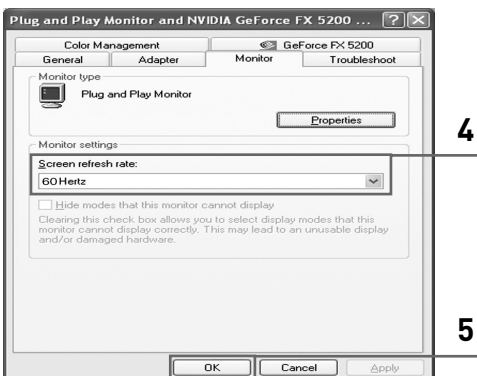 Plug and Play Monitor and NVIDIA GeForce FX 5200 ...
Color Management
GeForce FX 5200
General
Adapter
Monitor
Troubleshoot
Monitor type
Plug and Play Monitor
Properties
4
Monitor settings
Screen refresh rate:
60 Hertz
Hide modes that this monitor cannot display
Clearing this check box allows you to select display modes that this
monitor cannot display correctly. This may lead to an unusable display
and/or damaged hardware.
5
OK
Cancel
Apply